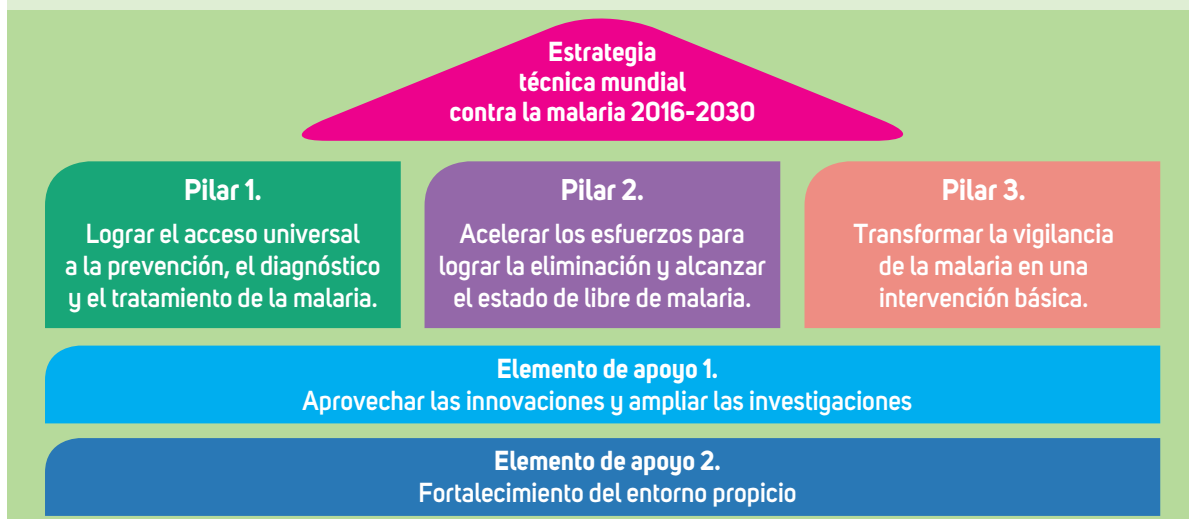 Estrategia
técnica mundial
contra la malaria 2016-2030
Pilar 1.
Lograr el acceso universal
a la prevención, el diagnóstico
y el tratamiento de la malaria.
Pilar 2.
Acelerar los esfuerzos para
lograr la eliminación y alcanzar
el estado de libre de malaria.
Pilar 3.
Transformar la vigilancia
de la malaria en una
intervención básica.
Elemento de apoyo 1.
Aprovechar las innovaciones y ampliar las investigaciones
Elemento de apoyo 2.
Fortalecimiento del entorno propicio